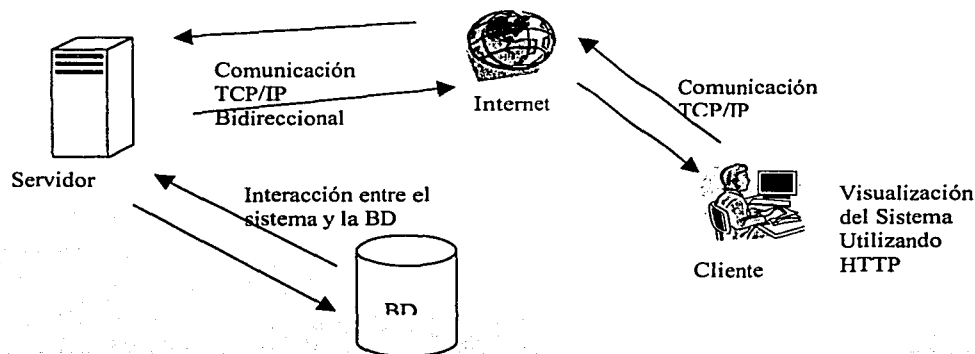 Comunicación
TCP/IP
Bidireccional
Internet
Comunicación
TCP/IP
Servidor
Interacción entre el
sistema y la BD
Visualización
del Sistema
Utilizando
HTTP
Cliente
BD